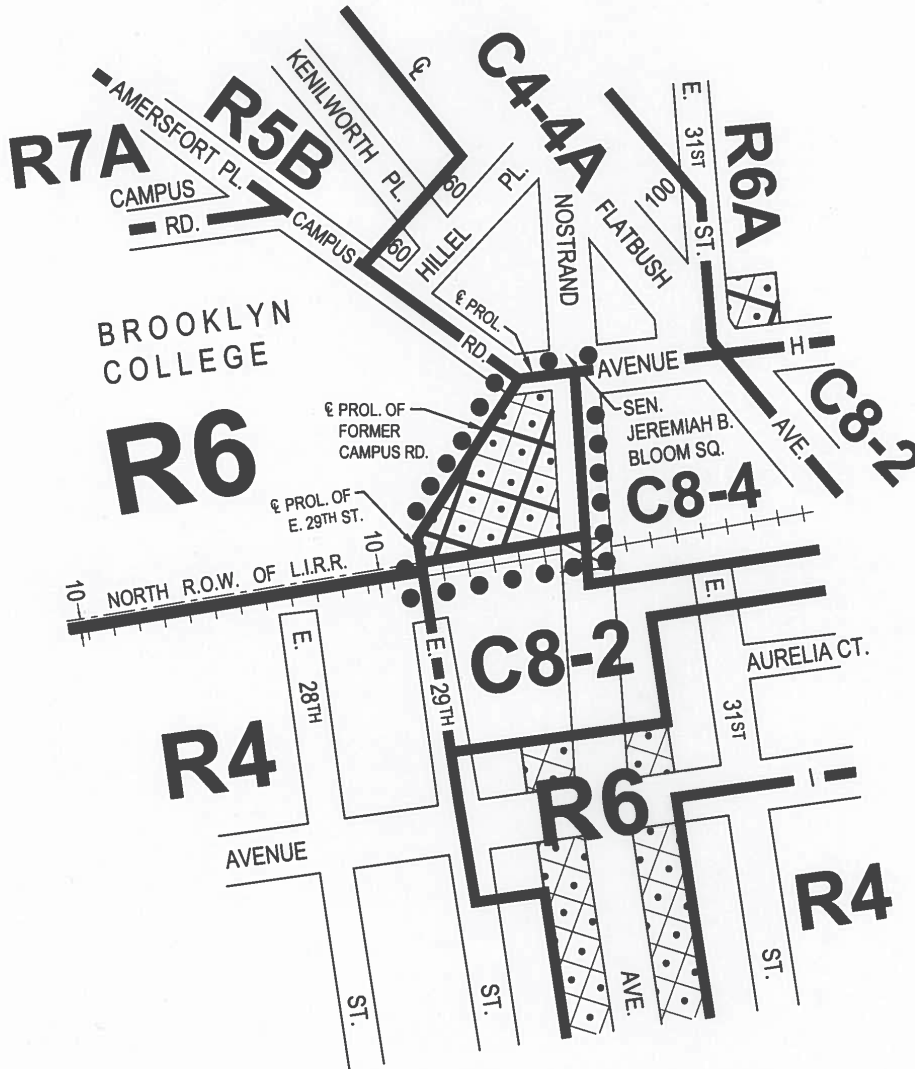 C4-4A
℄
KENILWORTH PL.
R5B
AMERSFORT PL.
R7A
CAMPUS
RD.
CAMPUS
RD.
60
60
HILLEL PL.
NOSTRAND
FLATBUSH
100
E. 31ST ST.
R6A
BROOKLYN
COLLEGE
℄ PROL.
AVENUE
H
C8-2
AVE.
SEN.
JEREMIAH B.
BLOOM SQ.
℄ PROL. OF
FORMER
CAMPUS RD.
R6
C8-4
℄ PROL. OF
E. 29TH ST.
10
10
NORTH R.O.W. OF L.I.R.R.
E. 28TH
E. 29TH
C8-2
E.
31ST
AURELIA CT.
R4
R6
I
AVENUE
R4
ST.
ST.
AVE.
ST.